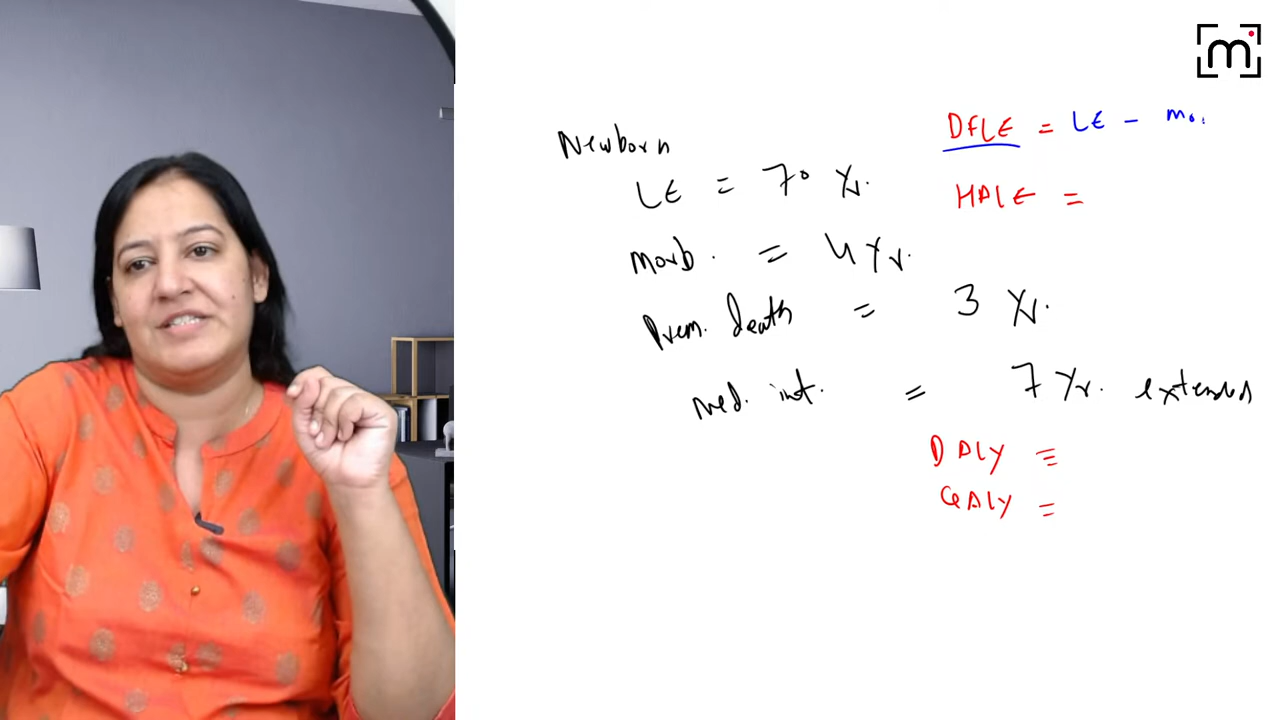 m
Newborn
DFLE = LE - mo.
LE = 70 Yr.
HALE =
morb. = 4 Yr.
Prem. death = 3 Yr.
med. int. = 7 Yr. extended
DALY =
QALY =